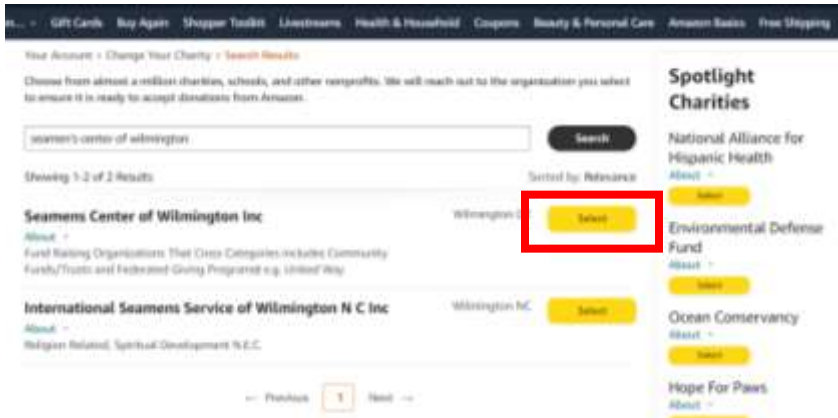 Gift Cards Buy Again Shopper Toolkit Livestreams Health & Household Coupons Beauty & Personal Care Amazon Basics Free Shipping
Your Account › Change Your Charity › Search Results
Choose from almost a million charities, schools, and other nonprofits. We will reach out to the organization you select
to ensure it is ready to accept donations from Amazon.
seamen's center of wilmington
Search
Showing 1-2 of 2 Results
Sorted by: Relevance
Seamens Center of Wilmington Inc
Wilmington
Select
About
Fund Raising Organizations That Cross Categories includes Community
Funds/Trusts and Federated Giving Programs) e.g. United Way
International Seamens Service of Wilmington N C Inc
Wilmington NC
Select
About
Religion Related, Spiritual Development N.E.C.
← Previous 1 Next →
Spotlight
Charities
National Alliance for
Hispanic Health
About
Select
Environmental Defense
Fund
About
Select
Ocean Conservancy
About
Select
Hope For Paws
About